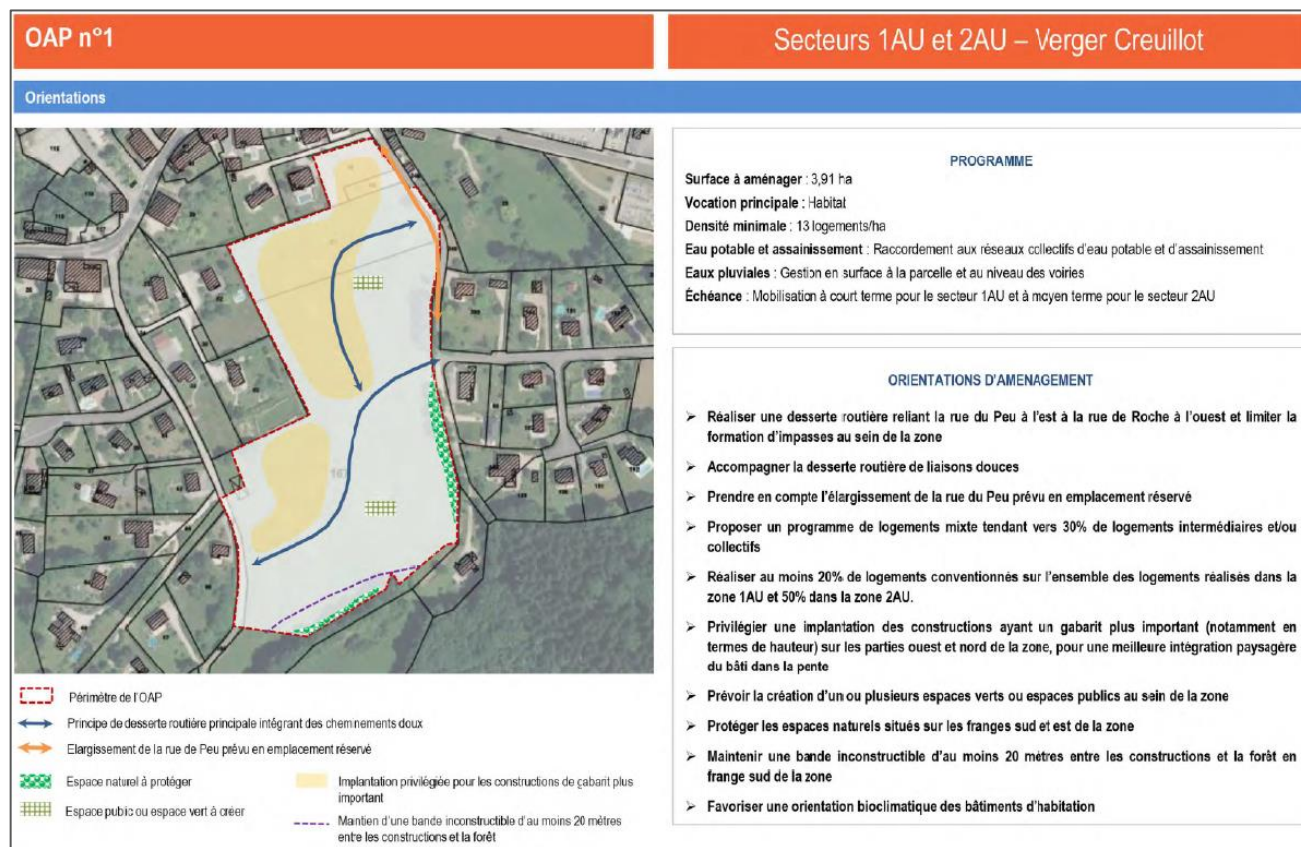 OAP n°1
Secteurs 1AU et 2AU – Verger Creuillot
Orientations
PROGRAMME
Surface à aménager : 3,91 ha
Vocation principale : Habitat
Densité minimale : 13 logements/ha
Eau potable et assainissement : Raccordement aux réseaux collectifs d'eau potable et d'assainissement
Eaux pluviales : Gestion en surface à la parcelle et au niveau des voiries
Échéance : Mobilisation à court terme pour le secteur 1AU et à moyen terme pour le secteur 2AU
ORIENTATIONS D'AMENAGEMENT
➢ Réaliser une desserte routière reliant la rue du Peu à l'est à la rue de Roche à l'ouest et limiter la
formation d'impasses au sein de la zone
➢ Accompagner la desserte routière de liaisons douces
➢ Prendre en compte l'élargissement de la rue du Peu prévu en emplacement réservé
➢ Proposer un programme de logements mixte tendant vers 30% de logements intermédiaires et/ou
collectifs
➢ Réaliser au moins 20% de logements conventionnés sur l'ensemble des logements réalisés dans la
zone 1AU et 50% dans la zone 2AU.
➢ Privilégier une implantation des constructions ayant un gabarit plus important (notamment en
termes de hauteur) sur les parties ouest et nord de la zone, pour une meilleure intégration paysagère
du bâti dans la pente
➢ Prévoir la création d'un ou plusieurs espaces verts ou espaces publics au sein de la zone
➢ Protéger les espaces naturels situés sur les franges sud et est de la zone
➢ Maintenir une bande inconstructible d'au moins 20 mètres entre les constructions et la forêt en
frange sud de la zone
➢ Favoriser une orientation bioclimatique des bâtiments d'habitation
Périmètre de l'OAP
Principe de desserte routière principale intégrant des cheminements doux
Elargissement de la rue de Peu prévu en emplacement réservé
Espace naturel à protéger
Espace public ou espace vert à créer
Implantation privilégiée pour les constructions de gabarit plus
important
Maintien d'une bande inconstructible d'au moins 20 mètres
entre les constructions et la forêt